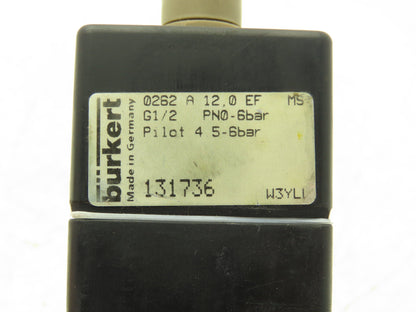 bürkert
Made in Germany
0262 A 12,0 EF MS
G1/2 PN0-6bar
Pilot 4 5-6bar
131736
W3YLI